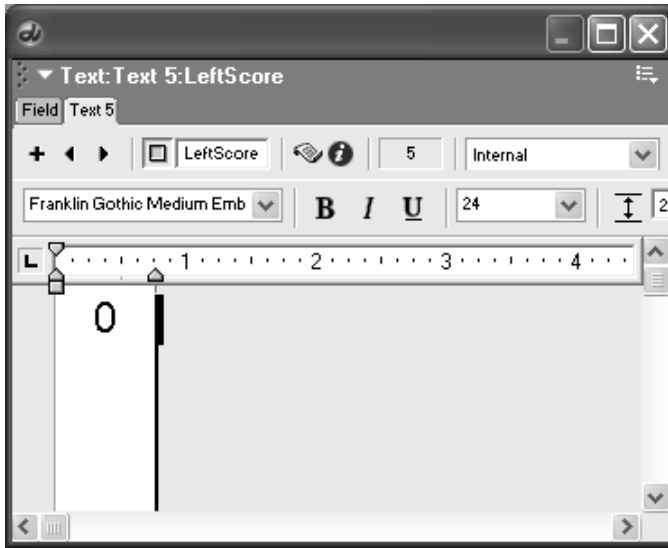 Text:Text 5:LeftScore
Field Text 5
LeftScore 5 Internal
Franklin Gothic Medium Emb B I U 24 2
L 1 2 3 4
0